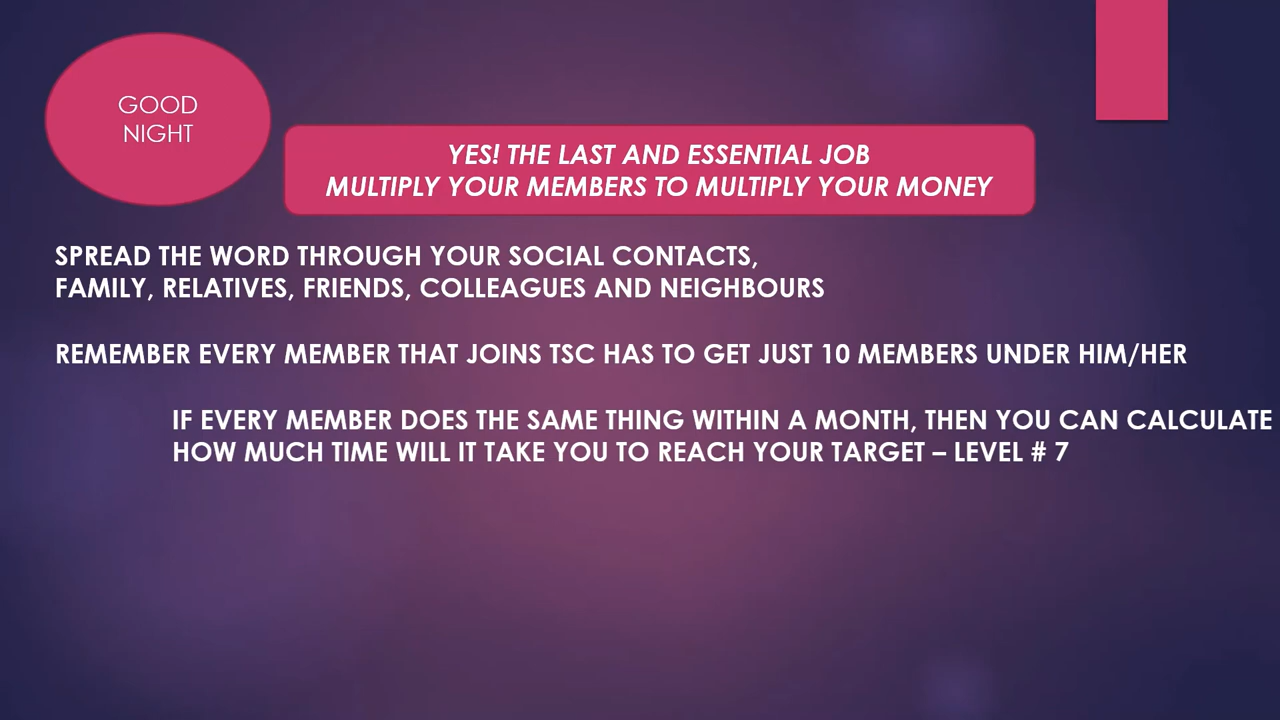 GOOD
NIGHT
YES! THE LAST AND ESSENTIAL JOB
MULTIPLY YOUR MEMBERS TO MULTIPLY YOUR MONEY
SPREAD THE WORD THROUGH YOUR SOCIAL CONTACTS,
FAMILY, RELATIVES, FRIENDS, COLLEAGUES AND NEIGHBOURS
REMEMBER EVERY MEMBER THAT JOINS TSC HAS TO GET JUST 10 MEMBERS UNDER HIM/HER
IF EVERY MEMBER DOES THE SAME THING WITHIN A MONTH, THEN YOU CAN CALCULATE
HOW MUCH TIME WILL IT TAKE YOU TO REACH YOUR TARGET – LEVEL # 7